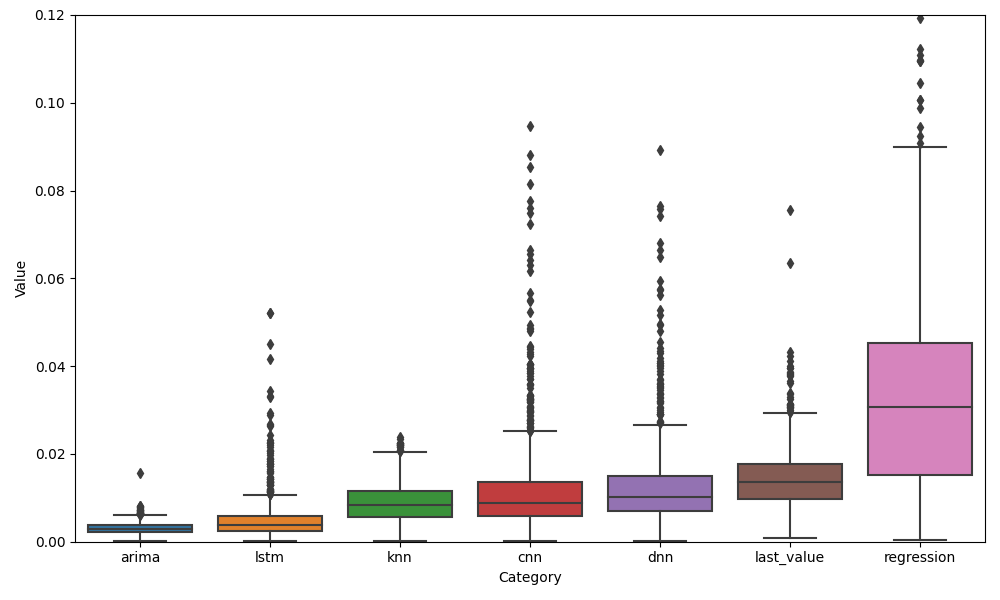 0.12
0.10
0.08
0.06
0.04
0.02
0.00
Value
arima lstm knn cnn dnn last_value regression
Category